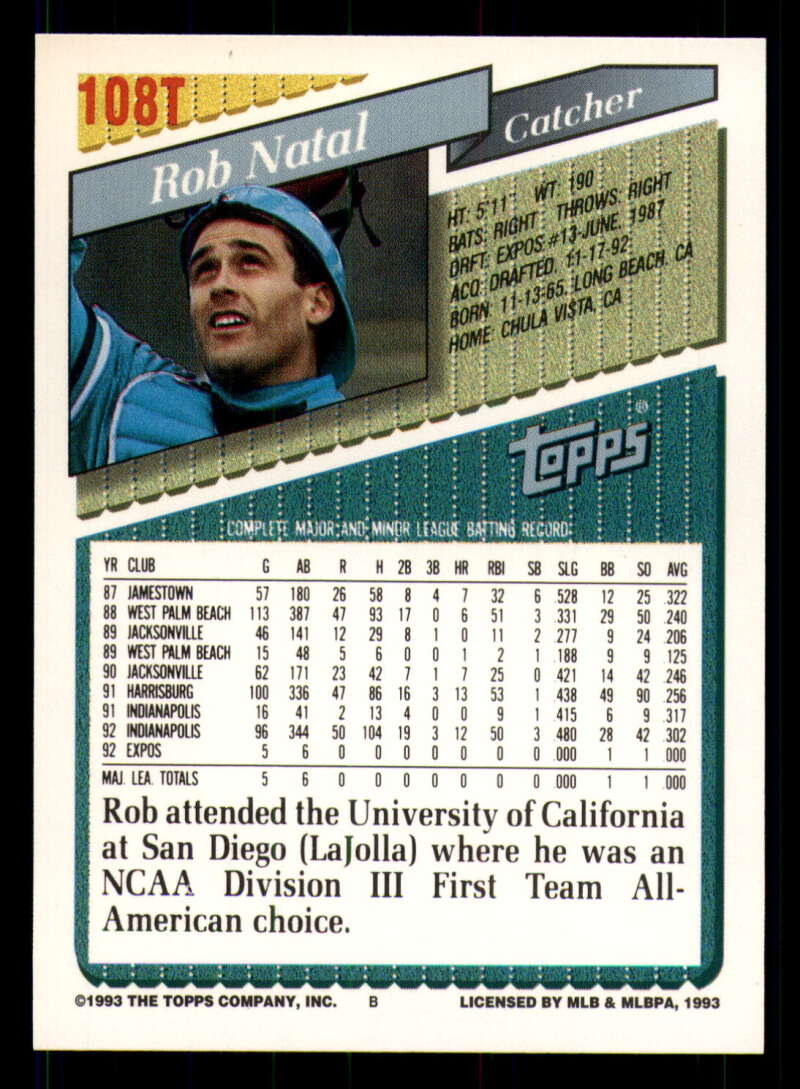 108T
Rob Natal
Catcher
HT: 5'11 WT: 190
BATS: RIGHT THROWS: RIGHT
DRFT: EXPOS #13-JUNE, 1987
ACQ: DRAFTED, 11-17-92
BORN: 11-13-65, LONG BEACH, CA
HOME: CHULA VISTA, CA
topps®
COMPLETE MAJOR AND MINOR LEAGUE BATTING RECORD
YR CLUB G AB R H 2B 3B HR RBI SB SLG BB SO AVG
87 JAMESTOWN 57 180 26 58 8 4 7 32 6 .528 12 25 .322
88 WEST PALM BEACH 113 387 47 93 17 0 6 51 3 .331 29 50 .240
89 JACKSONVILLE 46 141 12 29 8 1 0 11 2 .277 9 24 .206
89 WEST PALM BEACH 15 48 5 6 0 0 1 2 1 .188 9 9 .125
90 JACKSONVILLE 62 171 23 42 7 1 7 25 0 .421 14 42 .246
91 HARRISBURG 100 336 47 86 16 3 13 53 1 .438 49 90 .256
91 INDIANAPOLIS 16 41 2 13 4 0 0 9 1 .415 6 9 .317
92 INDIANAPOLIS 96 344 50 104 19 3 12 50 3 .480 28 42 .302
92 EXPOS 5 6 0 0 0 0 0 0 0 .000 1 1 .000
MAJ. LEA. TOTALS 5 6 0 0 0 0 0 0 0 .000 1 1 .000
Rob attended the University of California
at San Diego (LaJolla) where he was an
NCAA Division III First Team All-
American choice.
©1993 THE TOPPS COMPANY, INC. B LICENSED BY MLB & MLBPA, 1993